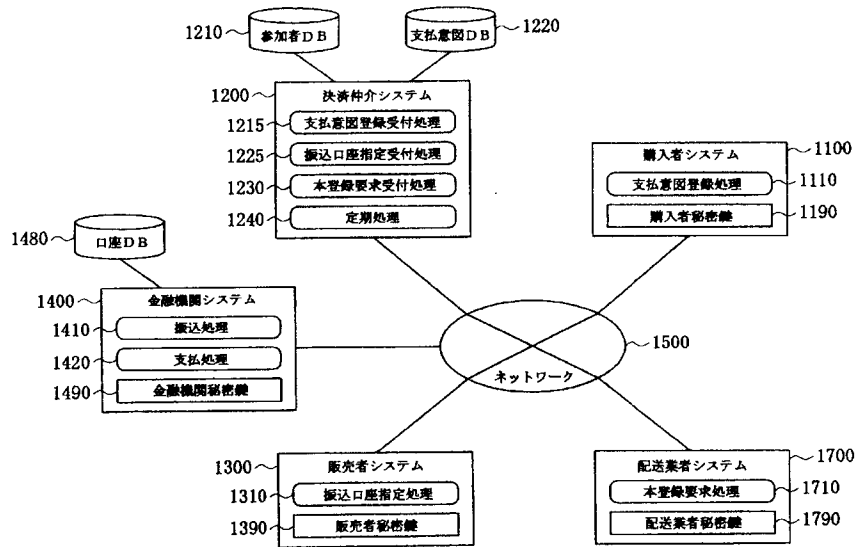 1210
参加者DB
支払意図DB
1220
1200
決済仲介システム
1215
支払意図登録受付処理
1225
振込口座指定受付処理
1230
本登録要求受付処理
1240
定期処理
購入者システム
1100
支払意図登録処理
1110
購入者秘密鍵
1190
1480
口座DB
1400
金融機関システム
1410
振込処理
1420
支払処理
1490
金融機関秘密鍵
ネットワーク
1500
1300
販売者システム
1310
振込口座指定処理
1390
販売者秘密鍵
配送業者システム
1700
本登録要求処理
1710
配送業者秘密鍵
1790